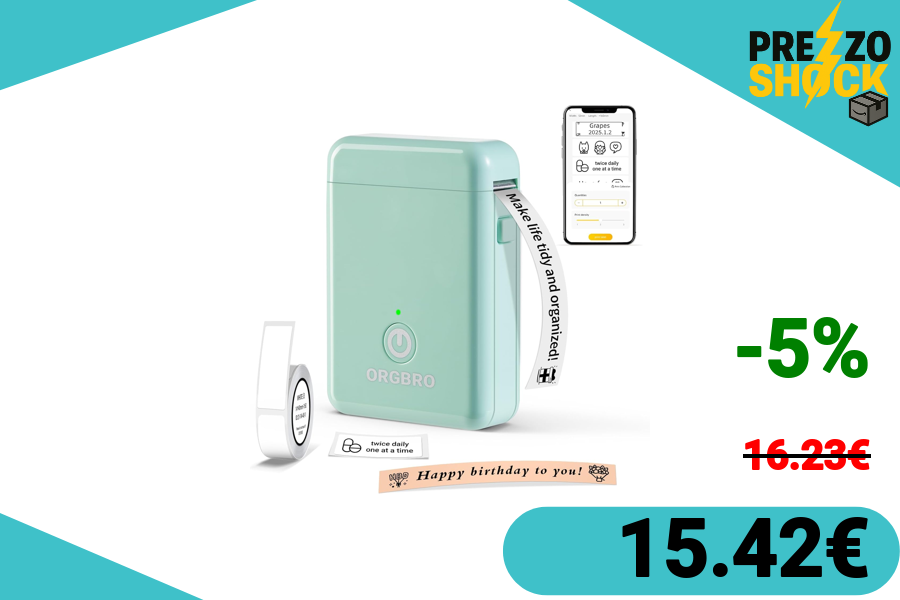 PREZZO
SHOCK
Grapes
2025.1.2
twice daily
one at a time
Make life tidy and organized!
-5%
ORGBRO
16.23€
twice daily
one at a time
Happy birthday to you!
15.42€